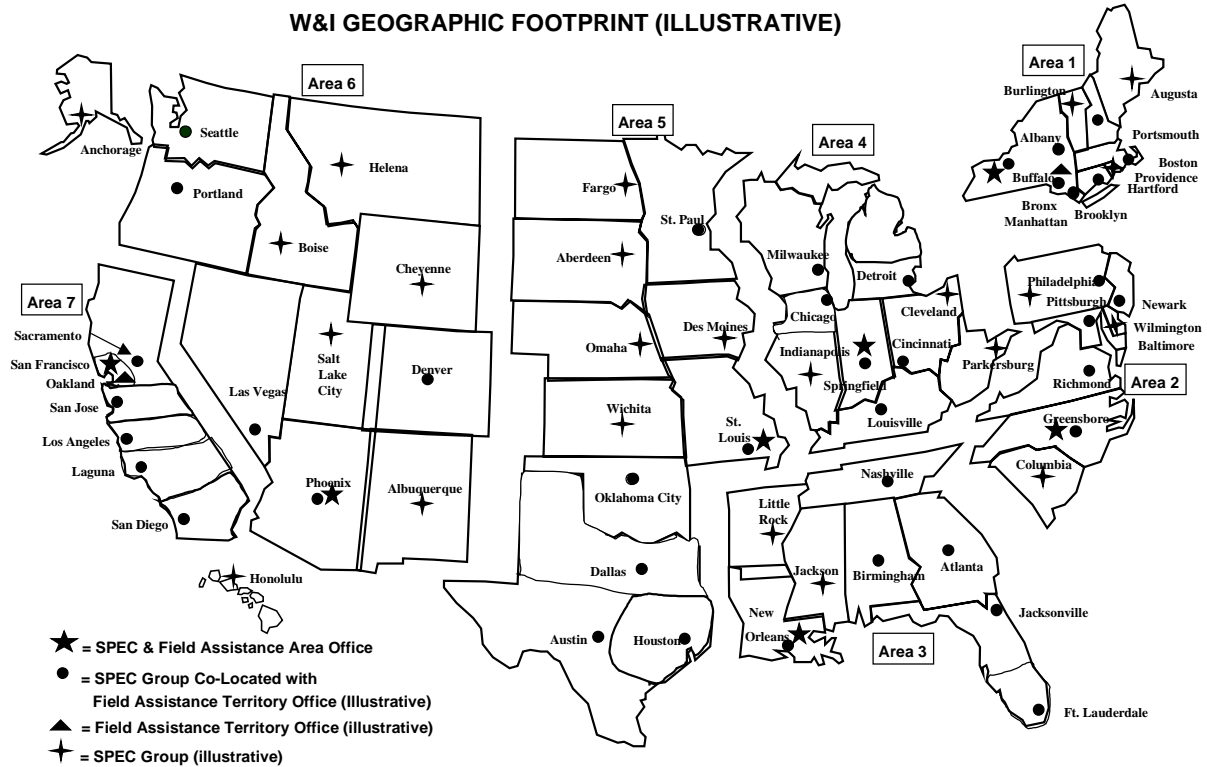 W&I GEOGRAPHIC FOOTPRINT (ILLUSTRATIVE)
Area 6
Area 1
Burlington
Augusta
Anchorage
Seattle
Helena
Area 5
Area 4
Albany
Portsmouth
Boston
Providence
Hartford
Buffalo
Bronx
Manhattan
Brooklyn
Portland
Fargo
St. Paul
Boise
Cheyenne
Aberdeen
Milwaukee
Detroit
Philadelphia
Area 7
Sacramento
San Francisco
Oakland
San Jose
Los Angeles
Laguna
San Diego
Salt
Lake
City
Las Vegas
Denver
Omaha
Des Moines
Chicago
Cleveland
Pittsburgh
Newark
Wilmington
Baltimore
Indianapolis
Cincinnati
Parkersburg
Springfield
Richmond
Area 2
Wichita
St.
Louis
Louisville
Greensboro
Columbia
Phoenix
Albuquerque
Oklahoma City
Nashville
Little
Rock
Honolulu
Dallas
Jackson
Birmingham
Atlanta
Austin
Houston
New
Orleans
Jacksonville
Area 3
Ft. Lauderdale
= SPEC & Field Assistance Area Office
= SPEC Group Co-Located with
Field Assistance Territory Office (Illustrative)
= Field Assistance Territory Office (illustrative)
= SPEC Group (illustrative)